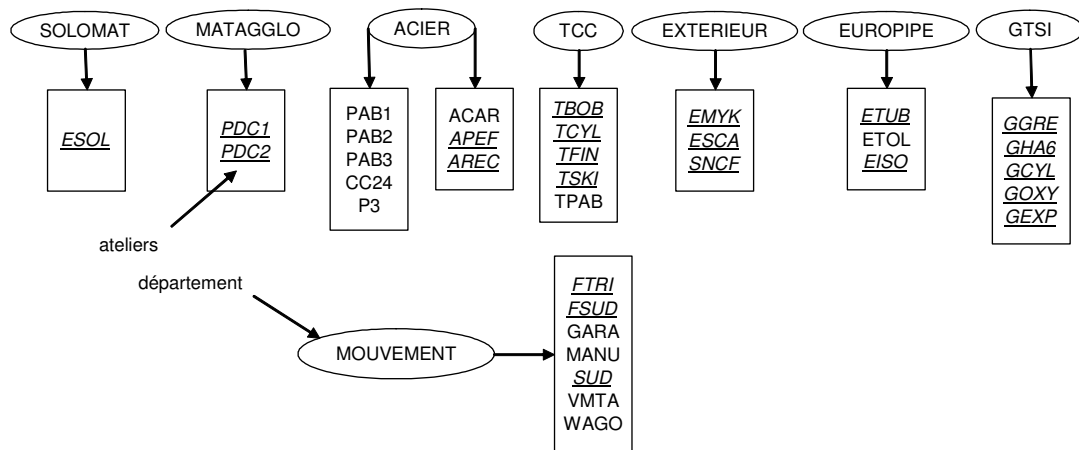 SOLOMAT
MATAGGLO
ACIER
TCC
EXTERIEUR
EUROPIPE
GTSI
ESOL
PDC1
PDC2
PAB1
PAB2
PAB3
CC24
P3
ACAR
APEF
AREC
TBOB
TCYL
TFIN
TSKI
TPAB
EMYK
ESCA
SNCF
ETUB
ETOL
EISO
GGRE
GHA6
GCYL
GOXY
GEXP
ateliers
département
MOUVEMENT
FTRI
FSUD
GARA
MANU
SUD
VMTA
WAGO